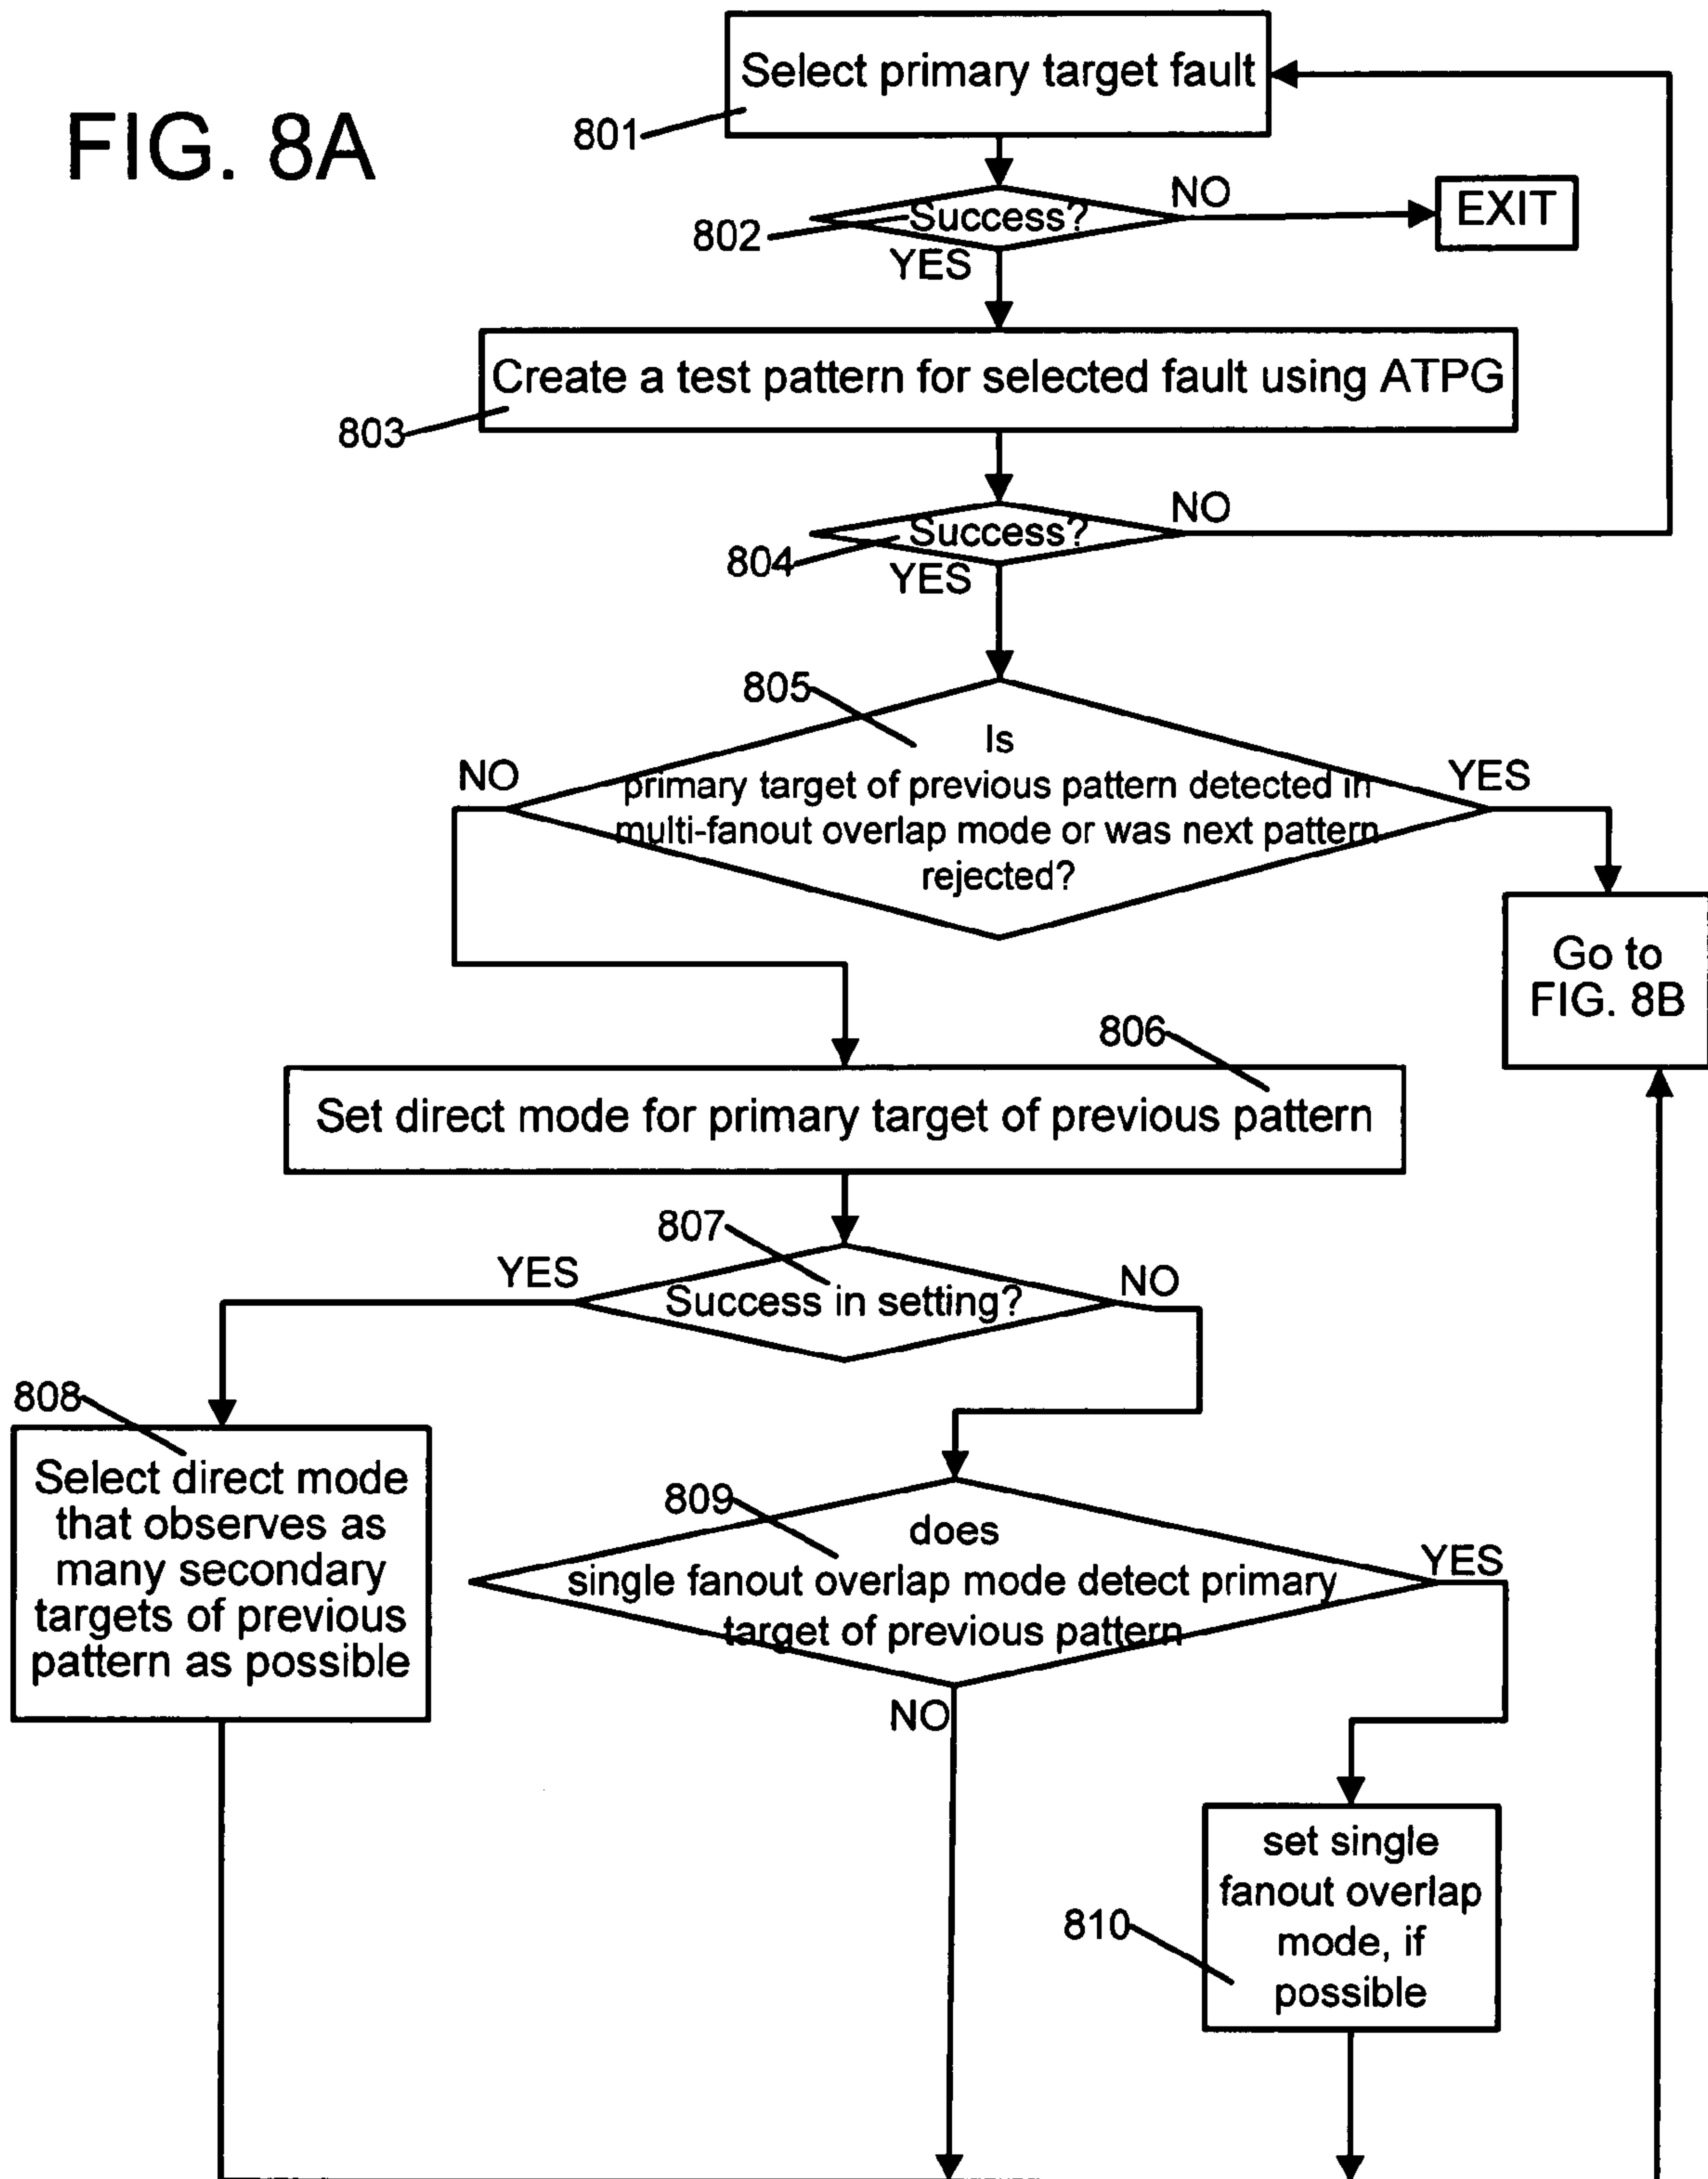 FIG. 8A
Select primary target fault
801
Success?
802
NO
EXIT
YES
Create a test pattern for selected fault using ATPG
803
Success?
804
NO
YES
805
Is
primary target of previous pattern detected in
multi-fanout overlap mode or was next pattern
rejected?
NO
YES
Go to
FIG. 8B
806
Set direct mode for primary target of previous pattern
807
Success in setting?
YES
NO
808
Select direct mode
that observes as
many secondary
targets of previous
pattern as possible
809
does
single fanout overlap mode detect primary
target of previous pattern
YES
NO
set single
fanout overlap
mode, if
possible
810